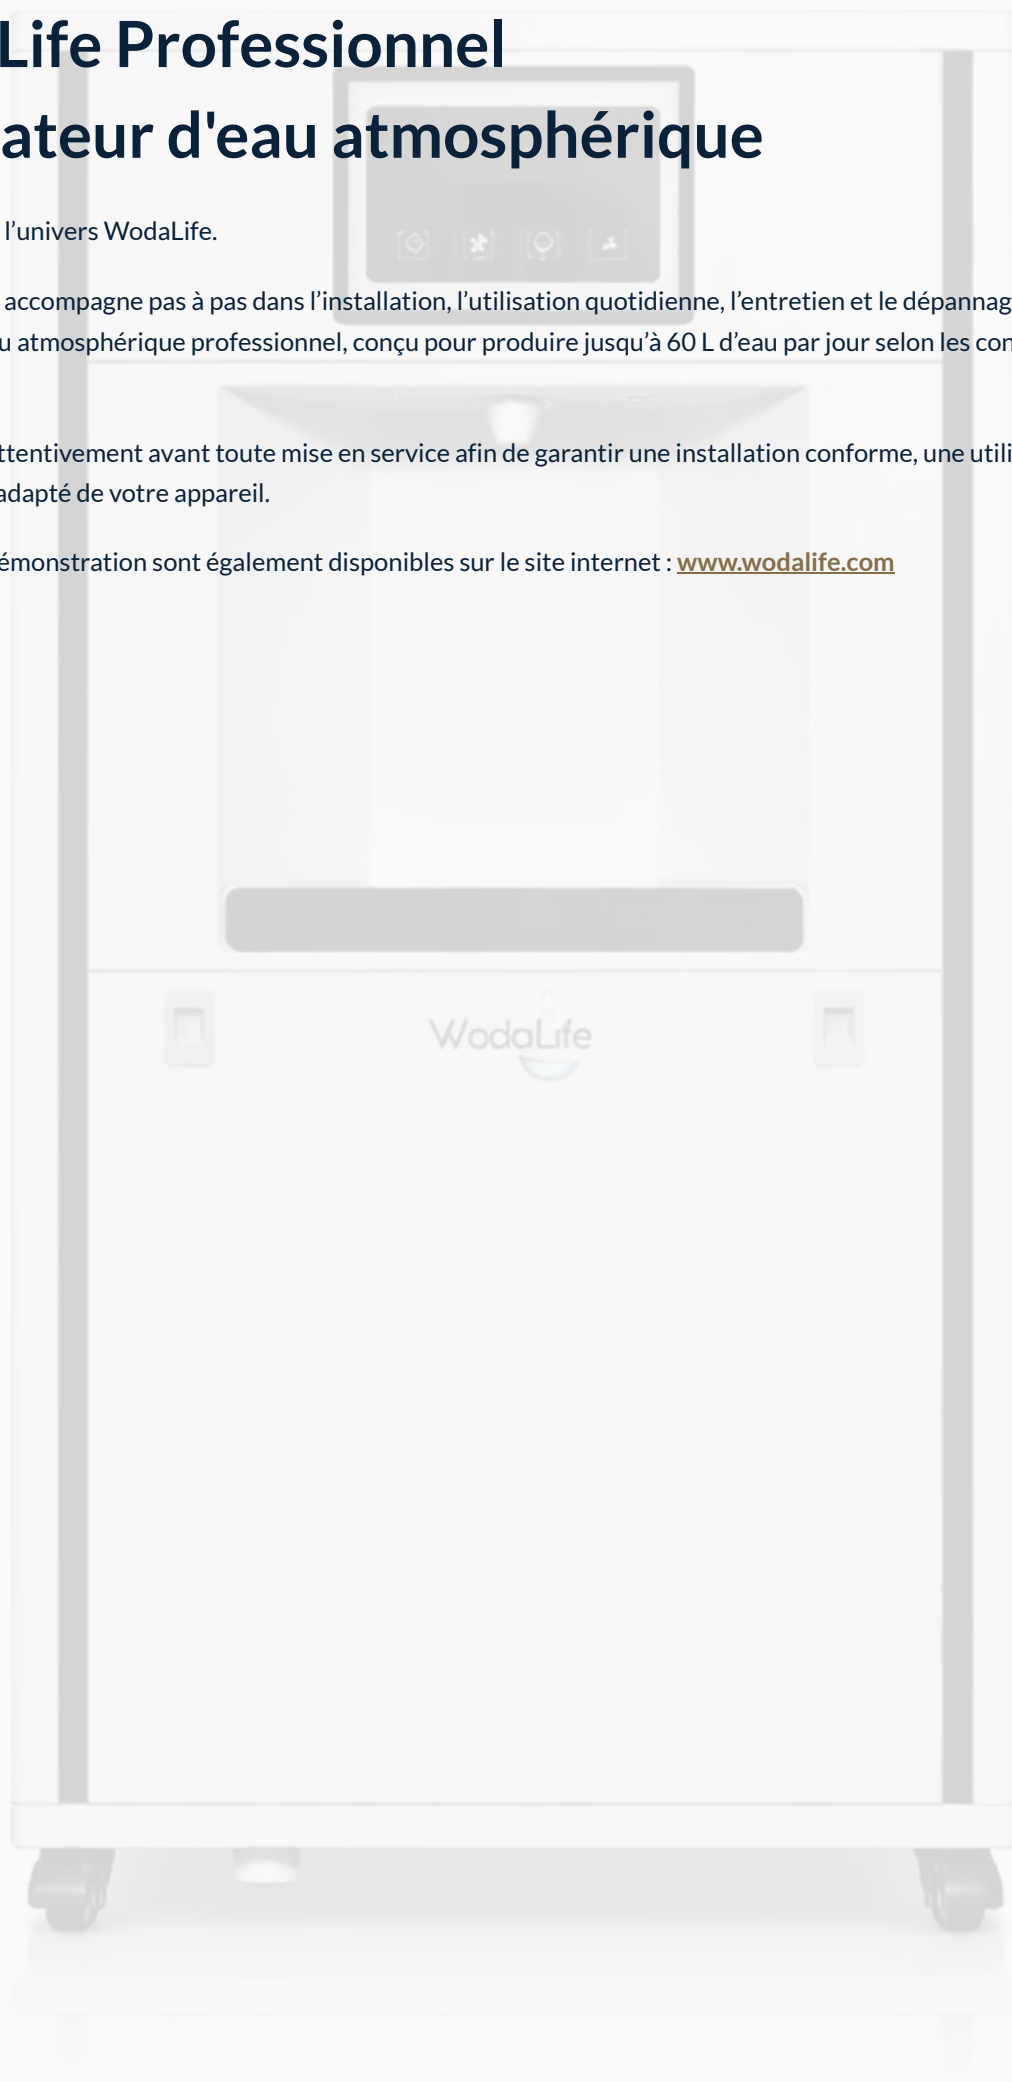 Life Professionnel
ateur d'eau atmosphérique
l’univers WodaLife.
accompagne pas à pas dans l’installation, l’utilisation quotidienne, l’entretien et le dépannag
u atmosphérique professionnel, conçu pour produire jusqu’à 60 L d’eau par jour selon les con
ttentivement avant toute mise en service afin de garantir une installation conforme, une utili
adapté de votre appareil.
émonstration sont également disponibles sur le site internet : www.wodalife.com
WodaLife